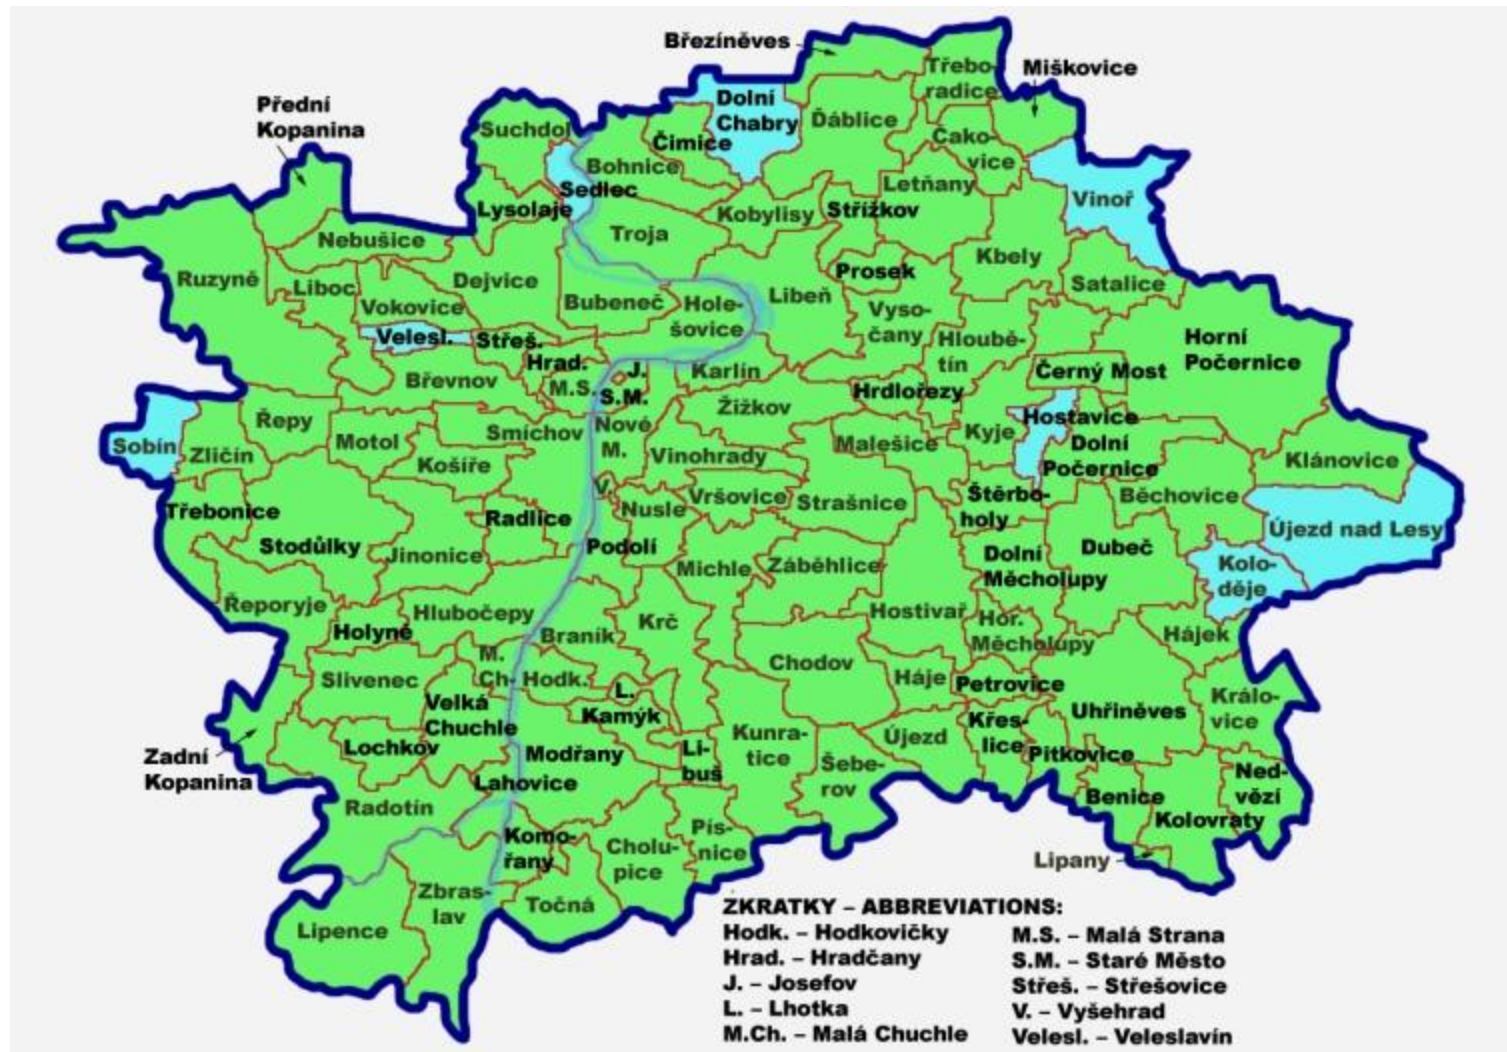 Březíněves
Třebo-
radice
Miškovice
Přední
Kopanina
Dolní
Chabry
Suchdol
Čimice
Ďáblice
Čako-
vice
Bohnice
Sedlec
Letňany
Vinoř
Lysolaje
Kobylisy
Střížkov
Nebušice
Troja
Kbely
Ruzyně
Liboc
Dejvice
Prosek
Satalice
Vokovice
Bubeneč
Hole-
šovice
Libeň
Vyso-
čany
Velesl.
Střeš.
Hloubě-
tín
Horní
Počernice
Hrad.
Břevnov
M.S.
J.
S.M.
Karlín
Černý Most
Hrdlořezy
Žižkov
Řepy
Sobín
Zličín
Motol
Smíchov
Nové
M.
Košíře
Vinohrady
Malešice
Kyje
Hostavice
Dolní
Počernice
Klánovice
Třebonice
V.
Nusle
Vršovice
Strašnice
Štěrbo-
holy
Běchovice
Radlice
Újezd nad Lesy
Stodůlky
Jinonice
Podolí
Michle
Záběhlice
Dolní
Měcholupy
Dubeč
Kolo-
děje
Řeporyje
Hlubočepy
Holyně
Braník
Krč
Hostivař
Hor.
Měcholupy
Hájek
Slivenec
M.
Ch.
Hodk.
Chodov
Háje
Petrovice
Králo-
vice
Velká
Chuchle
L.
Kamýk
Uhříněves
Zadní
Kopanina
Lochkov
Modřany
Li-
buš
Kunra-
tice
Újezd
Křes-
lice
Pitkovice
Šebe-
rov
Lahovice
Radotín
Benice
Ned-
vězí
Kolovraty
Komo-
řany
Cholu-
pice
Pís-
nice
Lipany
Zbras-
lav
Točná
Lipence
ZKRATKY – ABBREVIATIONS:
Hodk. – Hodkovičky
Hrad. – Hradčany
J. – Josefov
L. – Lhotka
M.Ch. – Malá Chuchle
M.S. – Malá Strana
S.M. – Staré Město
Střeš. – Střešovice
V. – Vyšehrad
Velesl. – Veleslavín